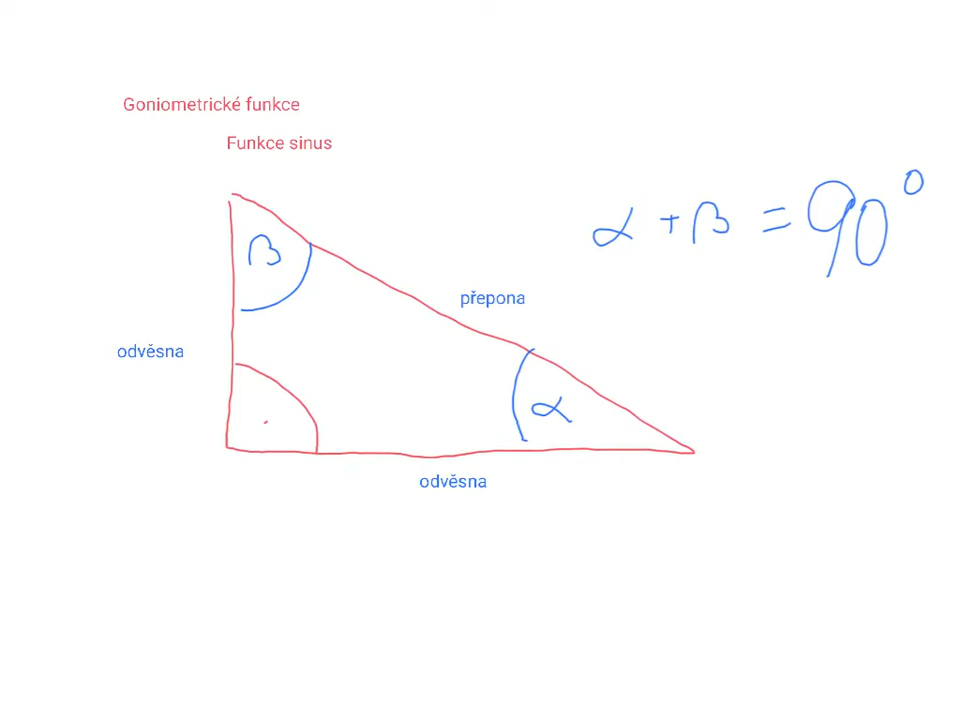 Goniometrické funkce
Funkce sinus
α + β = 90°
β
přepona
odvěsna
α
odvěsna